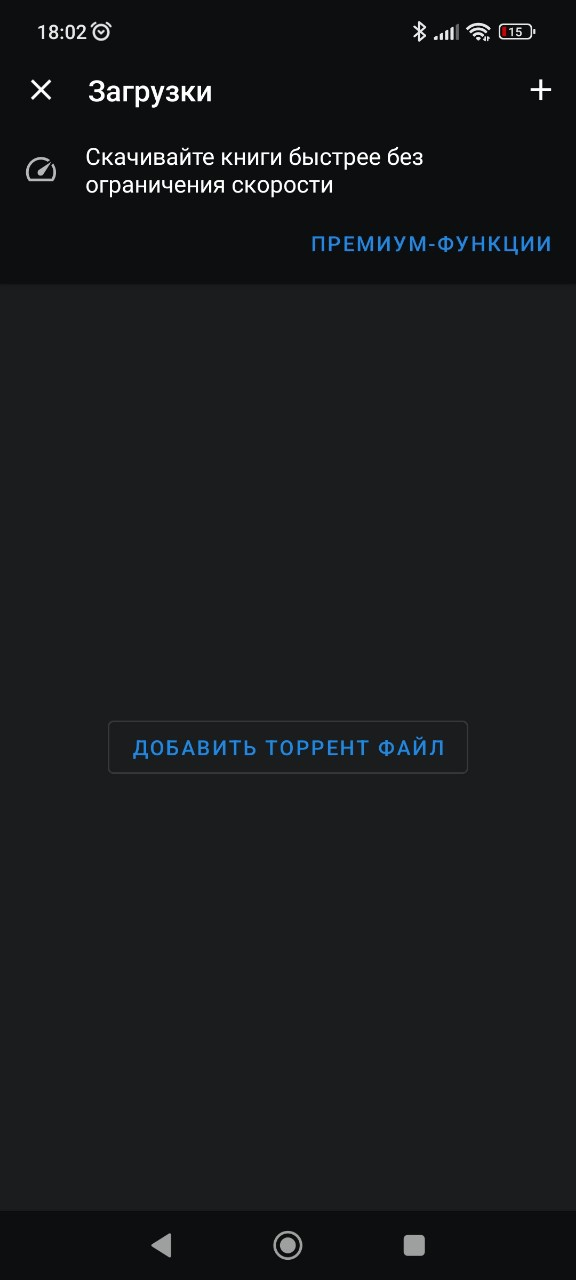 18:02
15
Загрузки
Скачивайте книги быстрее без
ограничения скорости
ПРЕМИУМ-ФУНКЦИИ
ДОБАВИТЬ ТОРРЕНТ ФАЙЛ